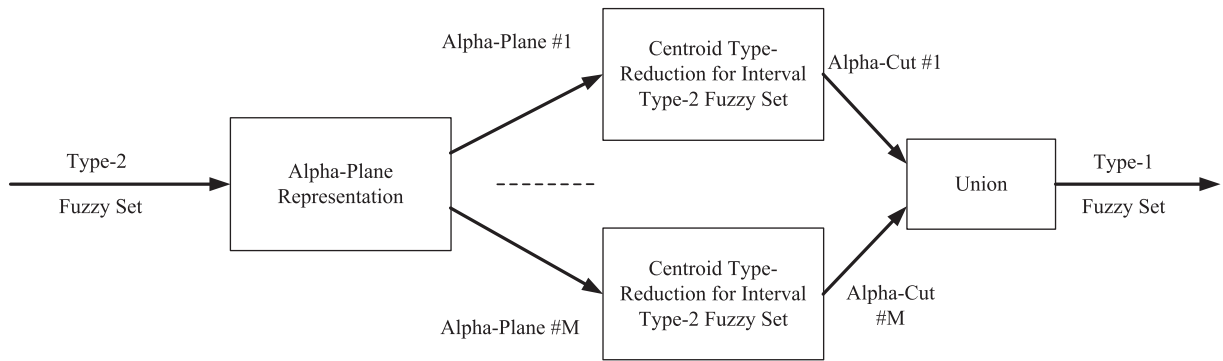 Type-2
Fuzzy Set
Alpha-Plane
Representation
Alpha-Plane #1
Alpha-Plane #M
Centroid Type-
Reduction for Interval
Type-2 Fuzzy Set
Centroid Type-
Reduction for Interval
Type-2 Fuzzy Set
Alpha-Cut #1
Alpha-Cut
#M
Union
Type-1
Fuzzy Set